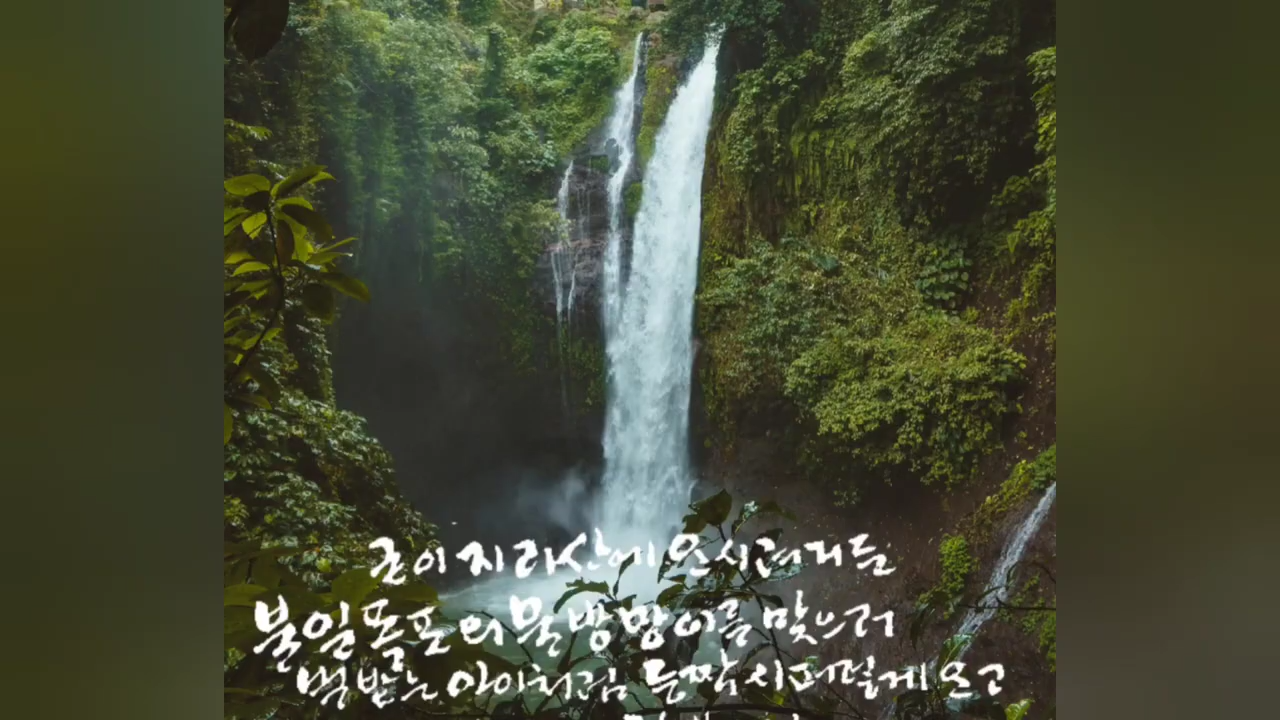 굳이 지리산에 오시려거든
불일폭포의 물 방망이를 맞으러
벌 받는 아이처럼 등짝 시퍼렇게 오고